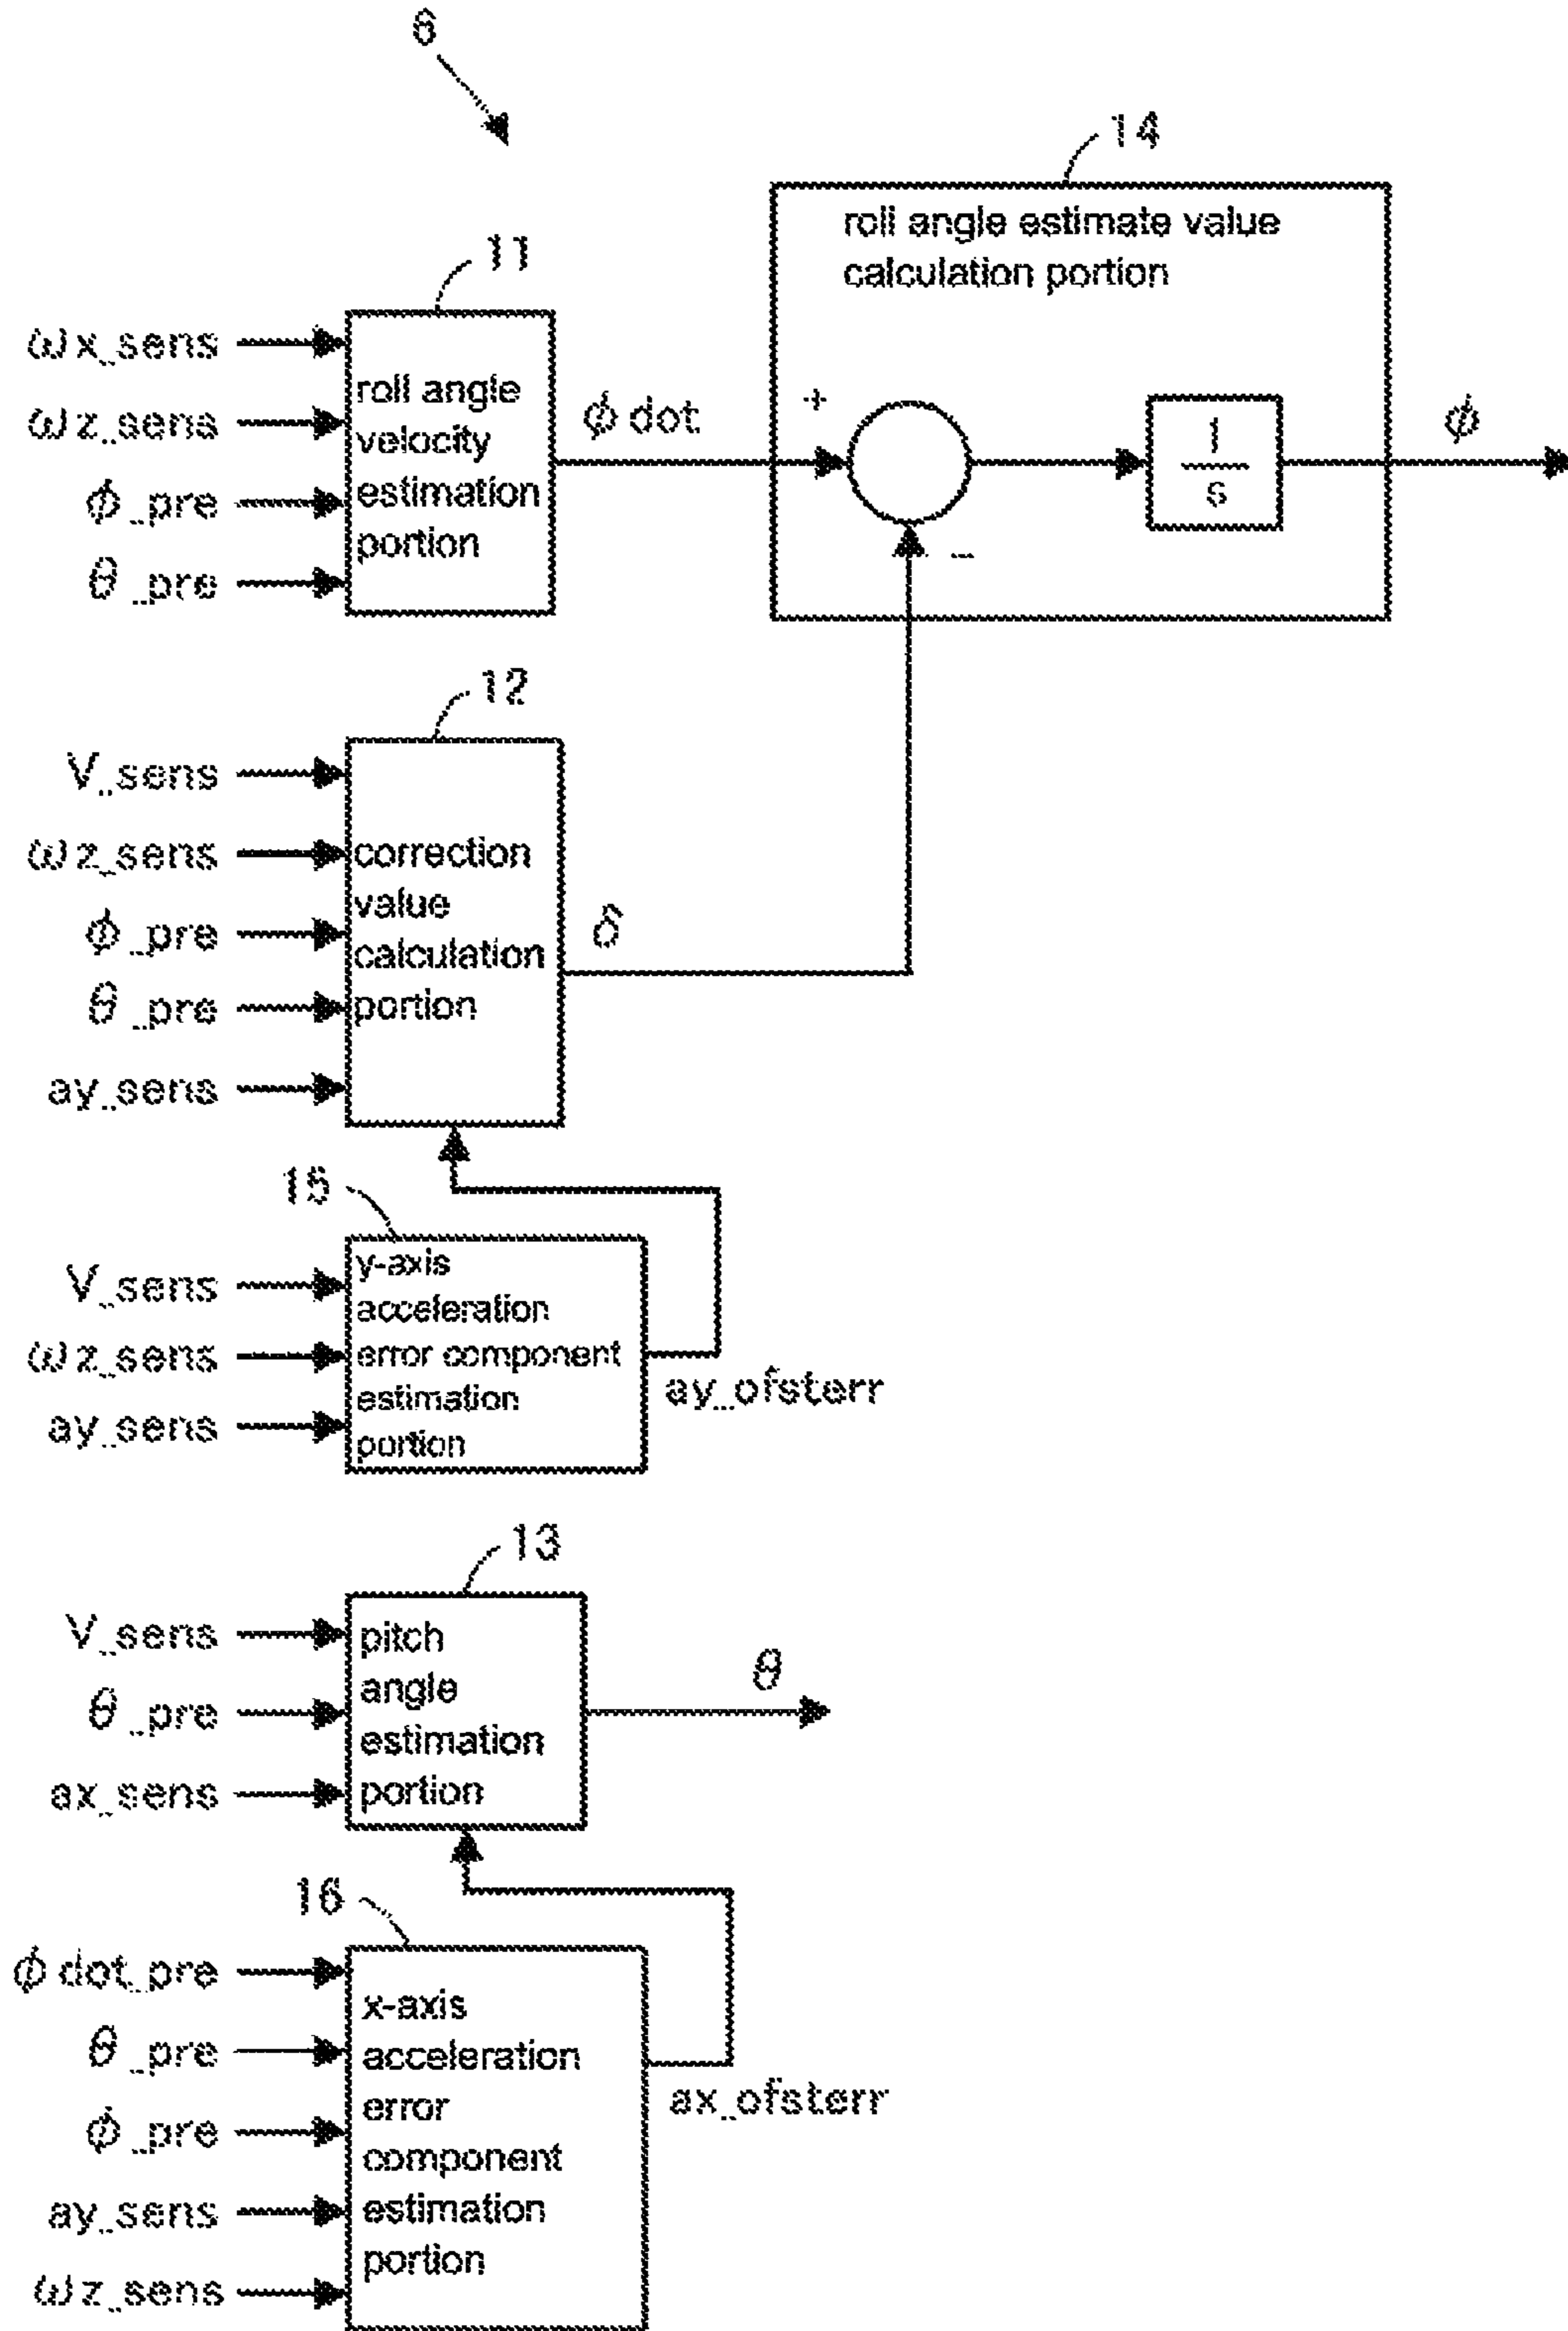 6
14
roll angle estimate value
calculation portion
11
ωx_sens
ωz_sens
ϕ_pre
θ_pre
roll angle
velocity
estimation
portion
ϕ dot
+
-
1
s
ϕ
12
V_sens
ωz_sens
ϕ_pre
θ_pre
ay_sens
correction
value
calculation
portion
δ
15
V_sens
ωz_sens
ay_sens
y-axis
acceleration
error component
estimation
portion
ay_ofsterr
13
V_sens
θ_pre
ax_sens
pitch
angle
estimation
portion
θ
16
ϕ dot_pre
θ_pre
ϕ_pre
ay_sens
ωz_sens
x-axis
acceleration
error
component
estimation
portion
ax_ofsterr